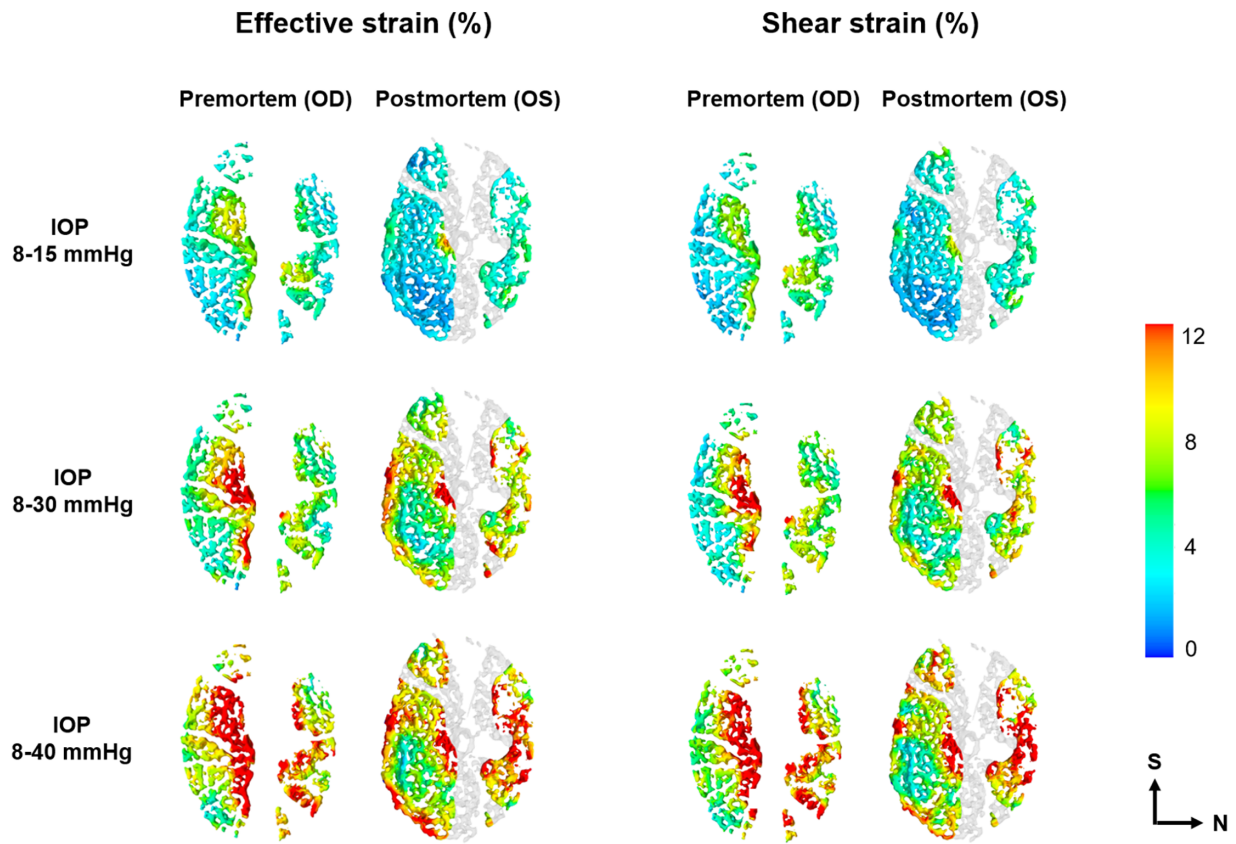 Effective strain (%)
Shear strain (%)
Premortem (OD)
Postmortem (OS)
Premortem (OD)
Postmortem (OS)
IOP
8-15 mmHg
IOP
8-30 mmHg
IOP
8-40 mmHg
12
8
4
0
S
N